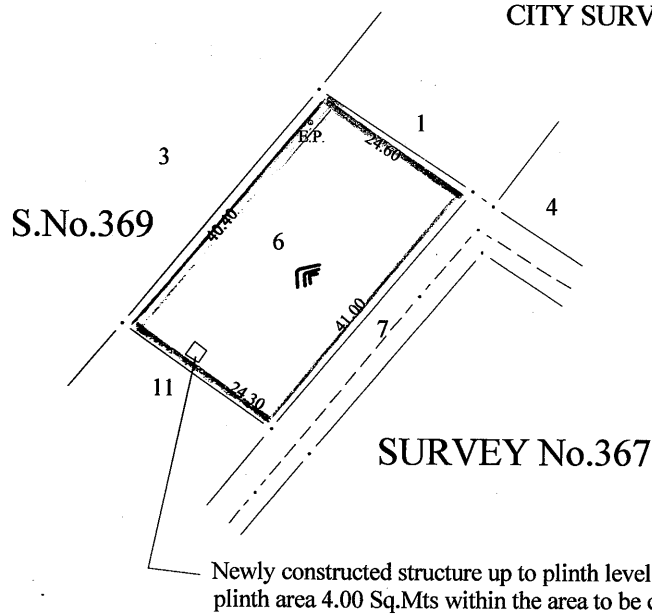 CITY SURV
1
E.P.
24.60
3
4
S.No.369
40.40
6
41.00
7
11
24.30
SURVEY No.367
Newly constructed structure up to plinth level
plinth area 4.00 Sq.Mts within the area to be